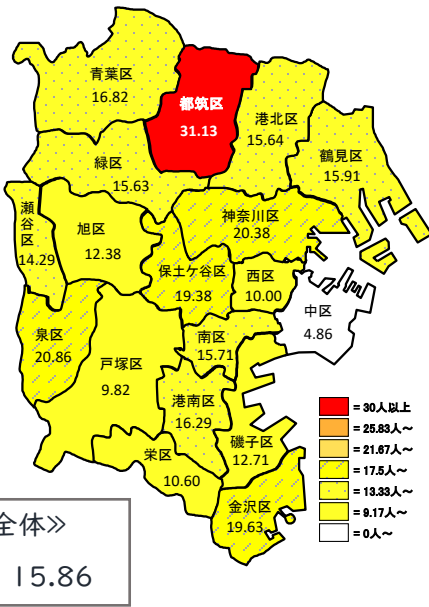 青葉区
16.82
都筑区
31.13
港北区
15.64
鶴見区
15.91
緑区
15.63
瀬谷区
14.29
旭区
12.38
神奈川区
20.38
保土ケ谷区
19.38
西区
10.00
中区
4.86
泉区
20.86
戸塚区
9.82
南区
15.71
港南区
16.29
磯子区
12.71
栄区
10.60
金沢区
19.63
= 30人以上
= 25.83人～
= 21.67人～
= 17.5人～
= 13.33人～
= 9.17人～
= 0人～
全体≫
15.86